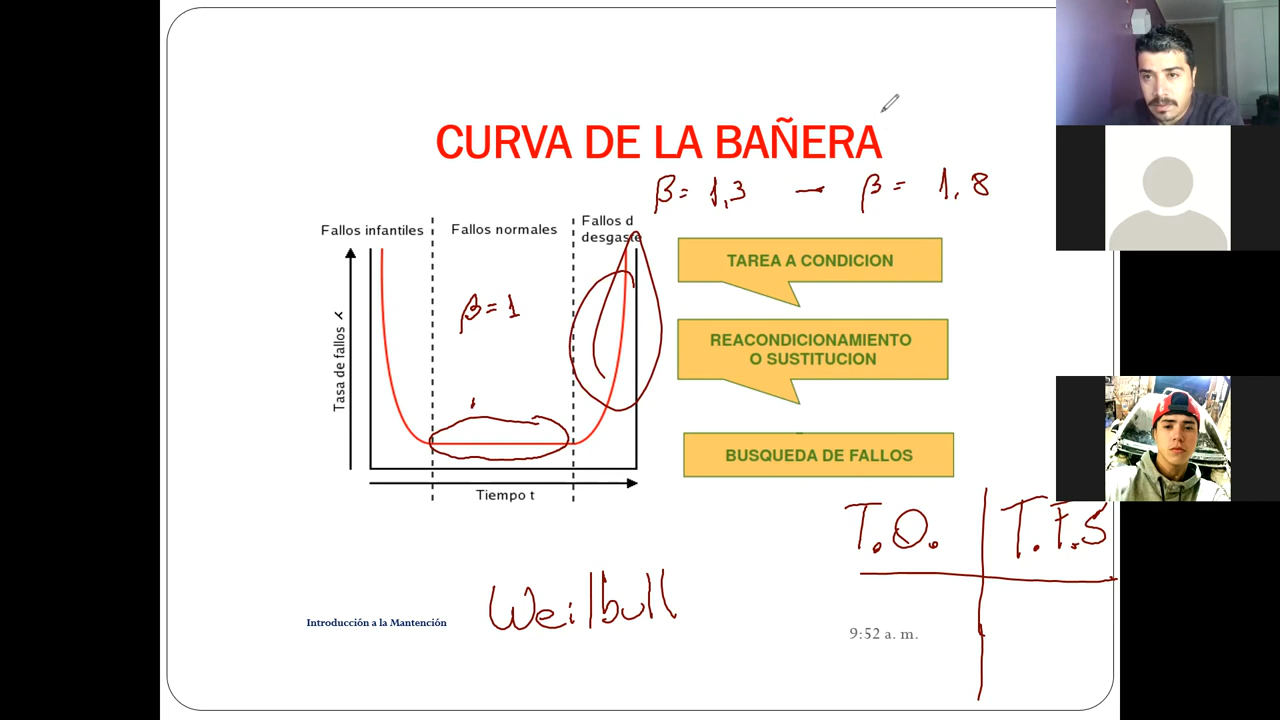 CURVA DE LA BAÑERA
β= 1,3 — β= 1,8
Fallos infantiles
Fallos normales
Fallos d
desgaste
Tasa de fallos λ
β=1
Tiempo t
TAREA A CONDICION
REACONDICIONAMIENTO
O SUSTITUCION
BUSQUEDA DE FALLOS
T.O. T.F.S
Weilbull
Introducción a la Mantención
9:52 a. m.